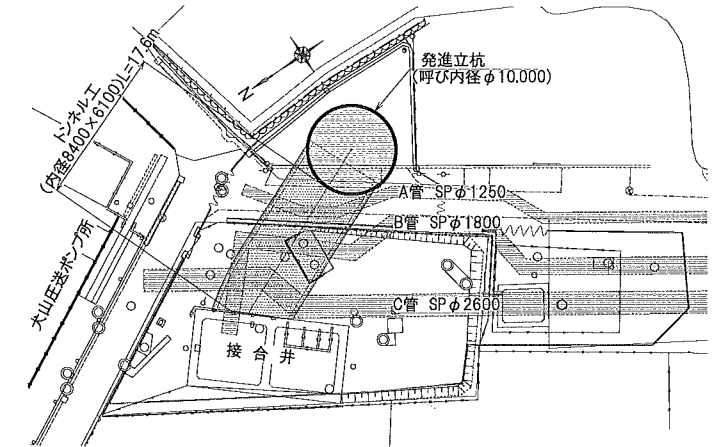 発進立杭
(呼び内径φ10,000)
N
トンネル工
(内径8400×6100)L=17.6m
犬山圧送ポンプ所
A管 SPφ1250
B管 SPφ1800
C管 SPφ2600
接合井